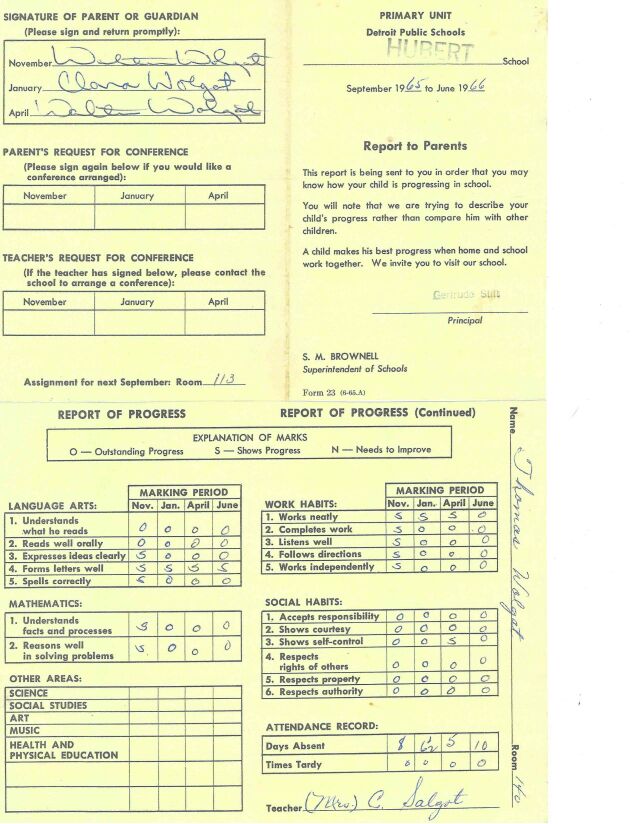 SIGNATURE OF PARENT OR GUARDIAN
(Please sign and return promptly):
November Walter Wolgat
January Clara Wolgat
April Walter Wolgat
PARENT'S REQUEST FOR CONFERENCE
(Please sign again below if you would like a
conference arranged):
November January April
TEACHER'S REQUEST FOR CONFERENCE
(If the teacher has signed below, please contact the
school to arrange a conference):
November January April
Assignment for next September: Room 113
PRIMARY UNIT
Detroit Public Schools
HUBERT
School
September 1965 to June 1966
Report to Parents
This report is being sent to you in order that you may
know how your child is progressing in school.
You will note that we are trying to describe your
child's progress rather than compare him with other
children.
A child makes his best progress when home and school
work together. We invite you to visit our school.
Gertrude
Principal
S. M. BROWNELL
Superintendent of Schools
Form 23 (6-65.A)
REPORT OF PROGRESS
REPORT OF PROGRESS (Continued)
EXPLANATION OF MARKS
O — Outstanding Progress S — Shows Progress N — Needs to Improve
MARKING PERIOD
LANGUAGE ARTS: Nov. Jan. April June
1. Understands
what he reads O O O O
2. Reads well orally O O O O
3. Expresses ideas clearly S O O O
4. Forms letters well S S S S
5. Spells correctly S O O O
MATHEMATICS:
1. Understands
facts and processes S O O O
2. Reasons well
in solving problems S O O O
OTHER AREAS:
SCIENCE
SOCIAL STUDIES
ART
MUSIC
HEALTH AND
PHYSICAL EDUCATION
MARKING PERIOD
WORK HABITS: Nov. Jan. April June
1. Works neatly S S S O
2. Completes work S O O O
3. Listens well O O O O
4. Follows directions S O O O
5. Works independently S O O O
SOCIAL HABITS:
1. Accepts responsibility O O O O
2. Shows courtesy O O O O
3. Shows self-control O O S O
4. Respects
rights of others O O O O
5. Respects property O O O O
6. Respects authority O O O O
ATTENDANCE RECORD:
Days Absent 8 5 10
Times Tardy 0 0 0 0
Teacher (Mrs.) C. Salgot
Name Thomas Wolgat
Room 140